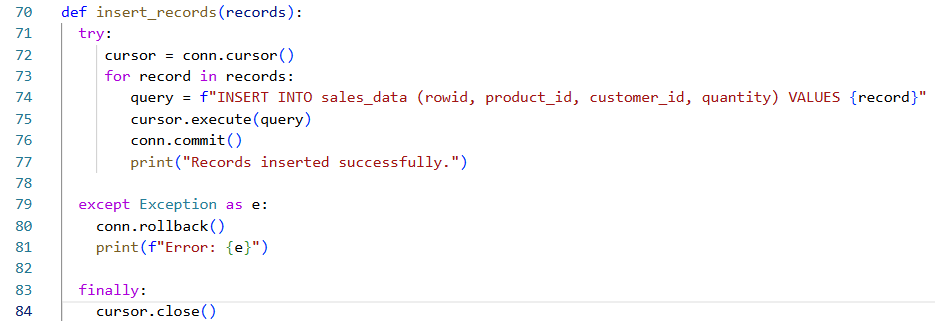 70 def insert_records(records):
71   try:
72      cursor = conn.cursor()
73      for record in records:
74         query = f"INSERT INTO sales_data (rowid, product_id, customer_id, quantity) VALUES {record}"
75         cursor.execute(query)
76         conn.commit()
77         print("Records inserted successfully.")
78
79   except Exception as e:
80     conn.rollback()
81     print(f"Error: {e}")
82
83   finally:
84     cursor.close()